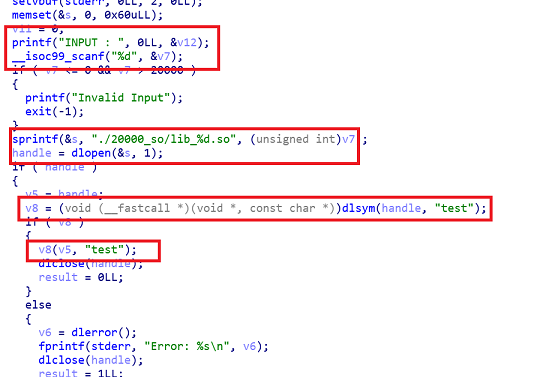 setvbuf(stderr, 0LL, 2, 0LL);
memset(&s, 0, 0x60uLL);
v11 = 0;
printf("INPUT : ", 0LL, &v12);
__isoc99_scanf("%d", &v7);
if ( v7 <= 0 && v7 > 20000 )
{
printf("Invalid Input");
exit(-1);
}
sprintf(&s, "./20000_so/lib_%d.so", (unsigned int)v7 ;
handle = dlopen(&s, 1);
if ( handle )
{
v5 = handle;
v8 = (void (__fastcall *)(void *, const char *))dlsym(handle, "test");
if ( v8 )
{
v8(v5, "test");
dlclose(handle);
result = 0LL;
}
else
{
v6 = dlerror();
fprintf(stderr, "Error: %s\n", v6);
dlclose(handle);
result = 1LL;